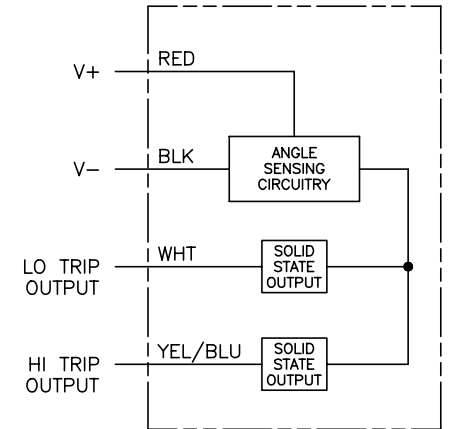 RED
V+
ANGLE
SENSING
CIRCUITRY
BLK
V–
WHT
SOLID
STATE
OUTPUT
LO TRIP
OUTPUT
YEL/BLU
SOLID
STATE
OUTPUT
HI TRIP
OUTPUT